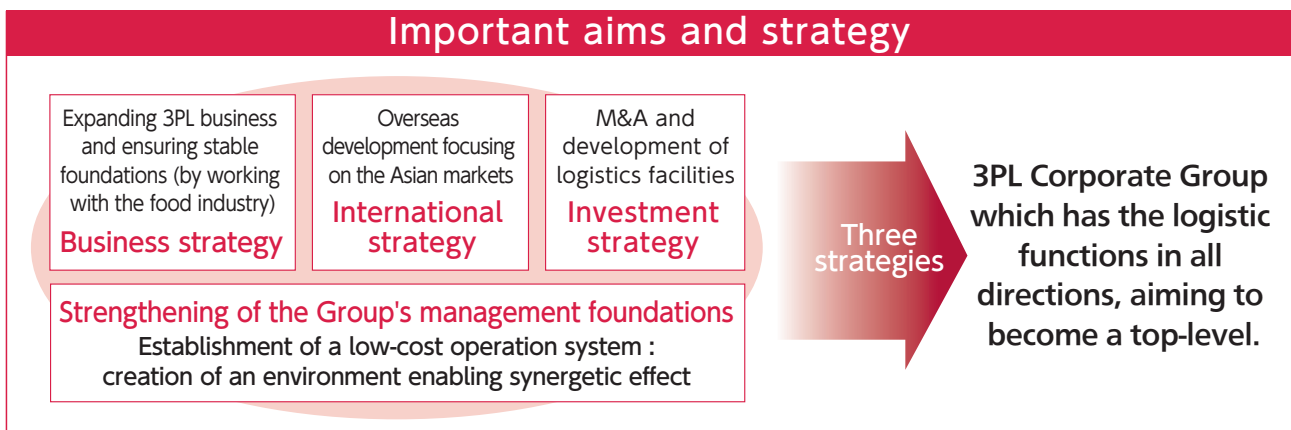 Important aims and strategy
Expanding 3PL business
and ensuring stable
foundations (by working
with the food industry)
Business strategy
Overseas
development focusing
on the Asian markets
International
strategy
M&A and
development of
logistics facilities
Investment
strategy
Strengthening of the Group's management foundations
Establishment of a low-cost operation system :
creation of an environment enabling synergetic effect
Three
strategies
3PL Corporate Group
which has the logistic
functions in all
directions, aiming to
become a top-level.